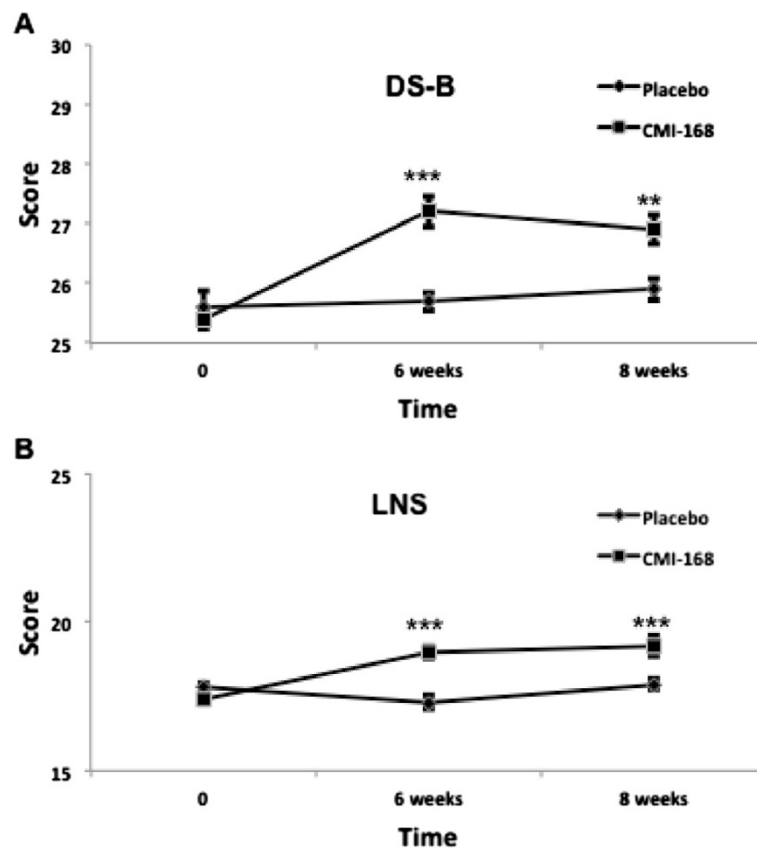 A
30
DS-B
Placebo
29
CMI-168
28
***
**
27
Score
26
25
0 6 weeks 8 weeks
Time
B
25
LNS
Placebo
CMI-168
20
***
***
Score
15
0 6 weeks 8 weeks
Time